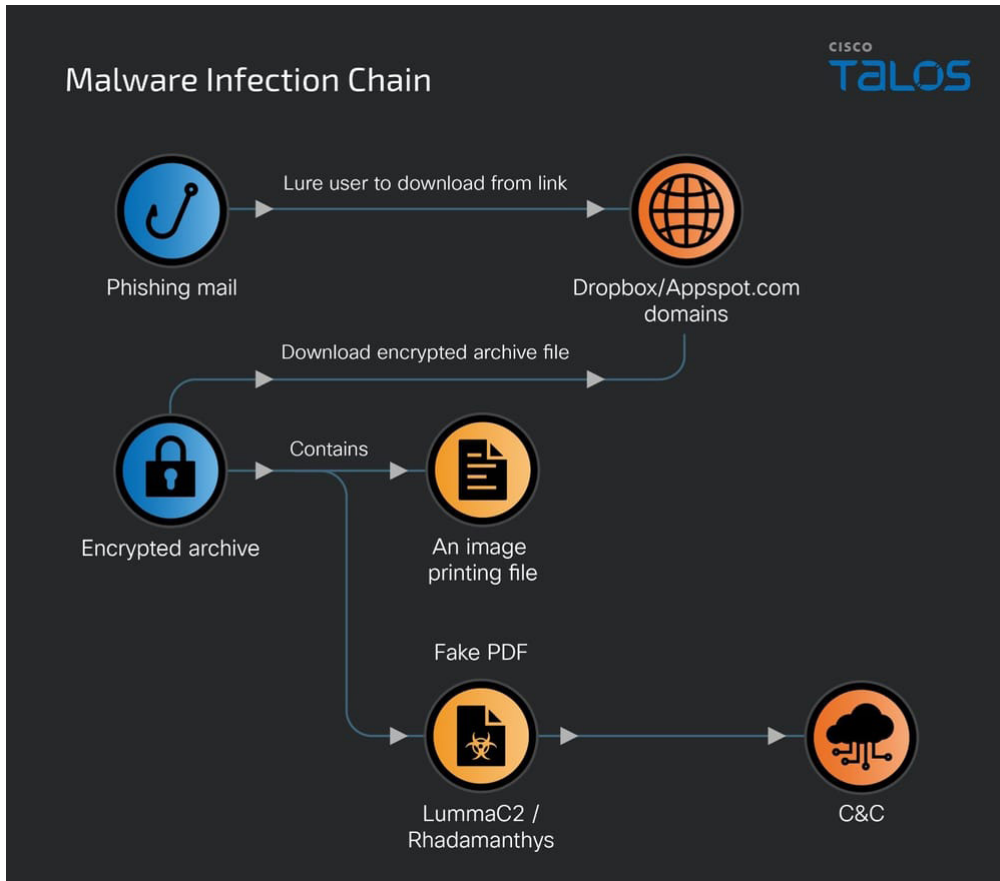 CISCO
TALOS
Malware Infection Chain
Lure user to download from link
Phishing mail
Dropbox/Appspot.com
domains
Download encrypted archive file
Contains
Encrypted archive
An image
printing file
Fake PDF
LummaC2 /
Rhadamanthys
C&C